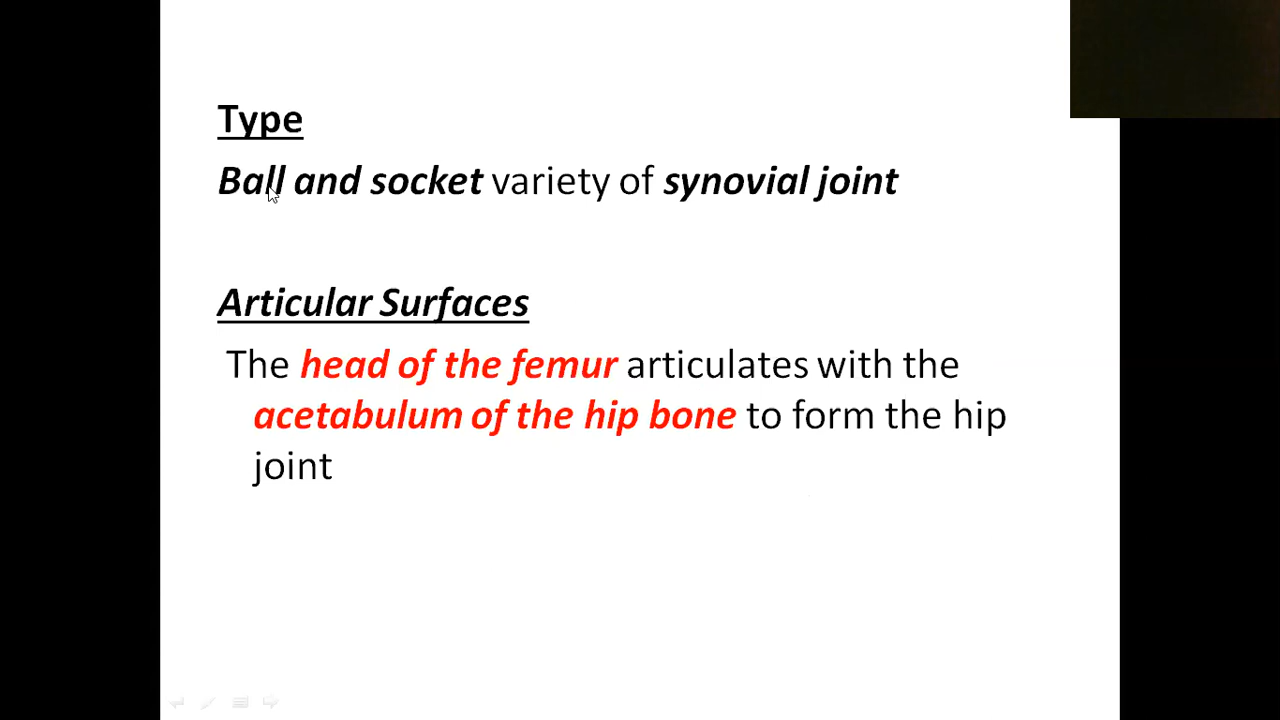 Type
Ball and socket variety of synovial joint
Articular Surfaces
The head of the femur articulates with the
acetabulum of the hip bone to form the hip
joint